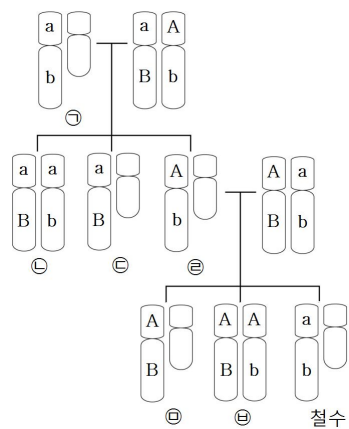 a a A
b B b
㉠
a a a A A a
B b B b B b
㉡ ㉢ ㉣
A A A a
B B b b
㉤ ㉥ 철수